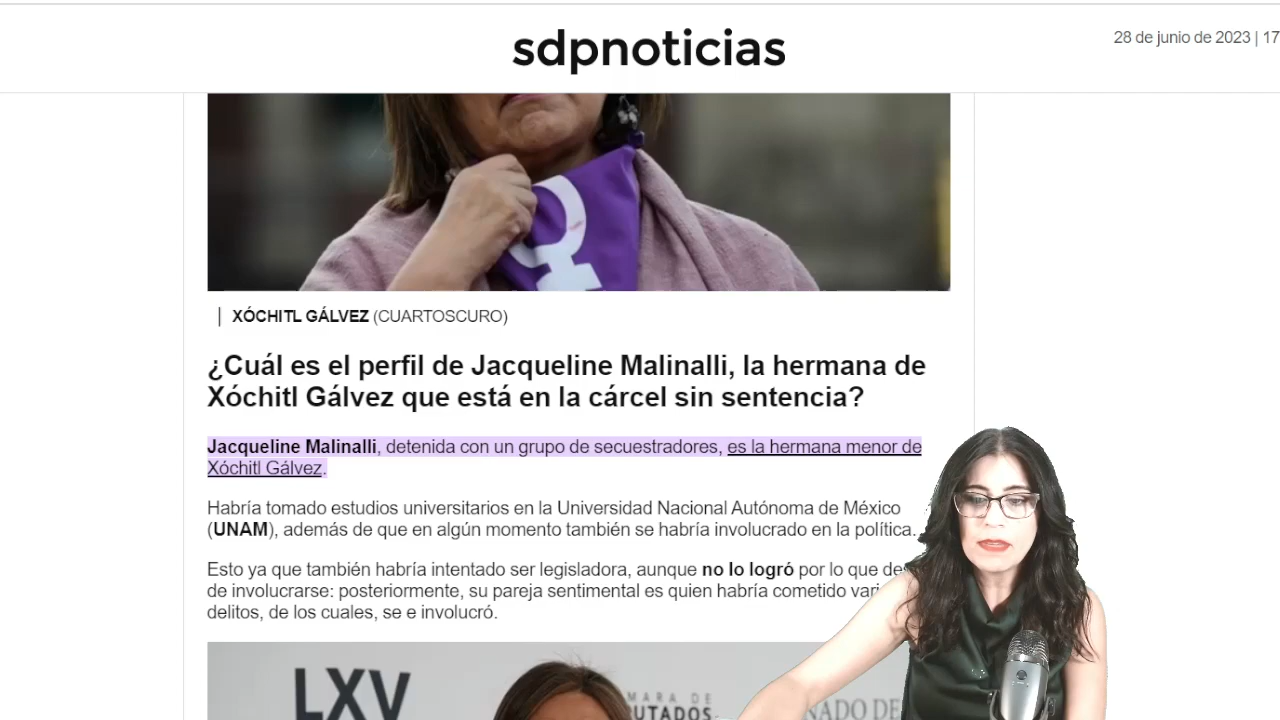 sdpnoticias
28 de junio de 2023 | 17
XÓCHITL GÁLVEZ (CUARTOSCURO)
¿Cuál es el perfil de Jacqueline Malinalli, la hermana de
Xóchitl Gálvez que está en la cárcel sin sentencia?
Jacqueline Malinalli, detenida con un grupo de secuestradores, es la hermana menor de
Xóchitl Gálvez.
Habría tomado estudios universitarios en la Universidad Nacional Autónoma de México
(UNAM), además de que en algún momento también se habría involucrado en la política.
Esto ya que también habría intentado ser legisladora, aunque no lo logró por lo que
de involucrarse: posteriormente, su pareja sentimental es quien habría cometido
delitos, de los cuales, se e involucró.
LXV